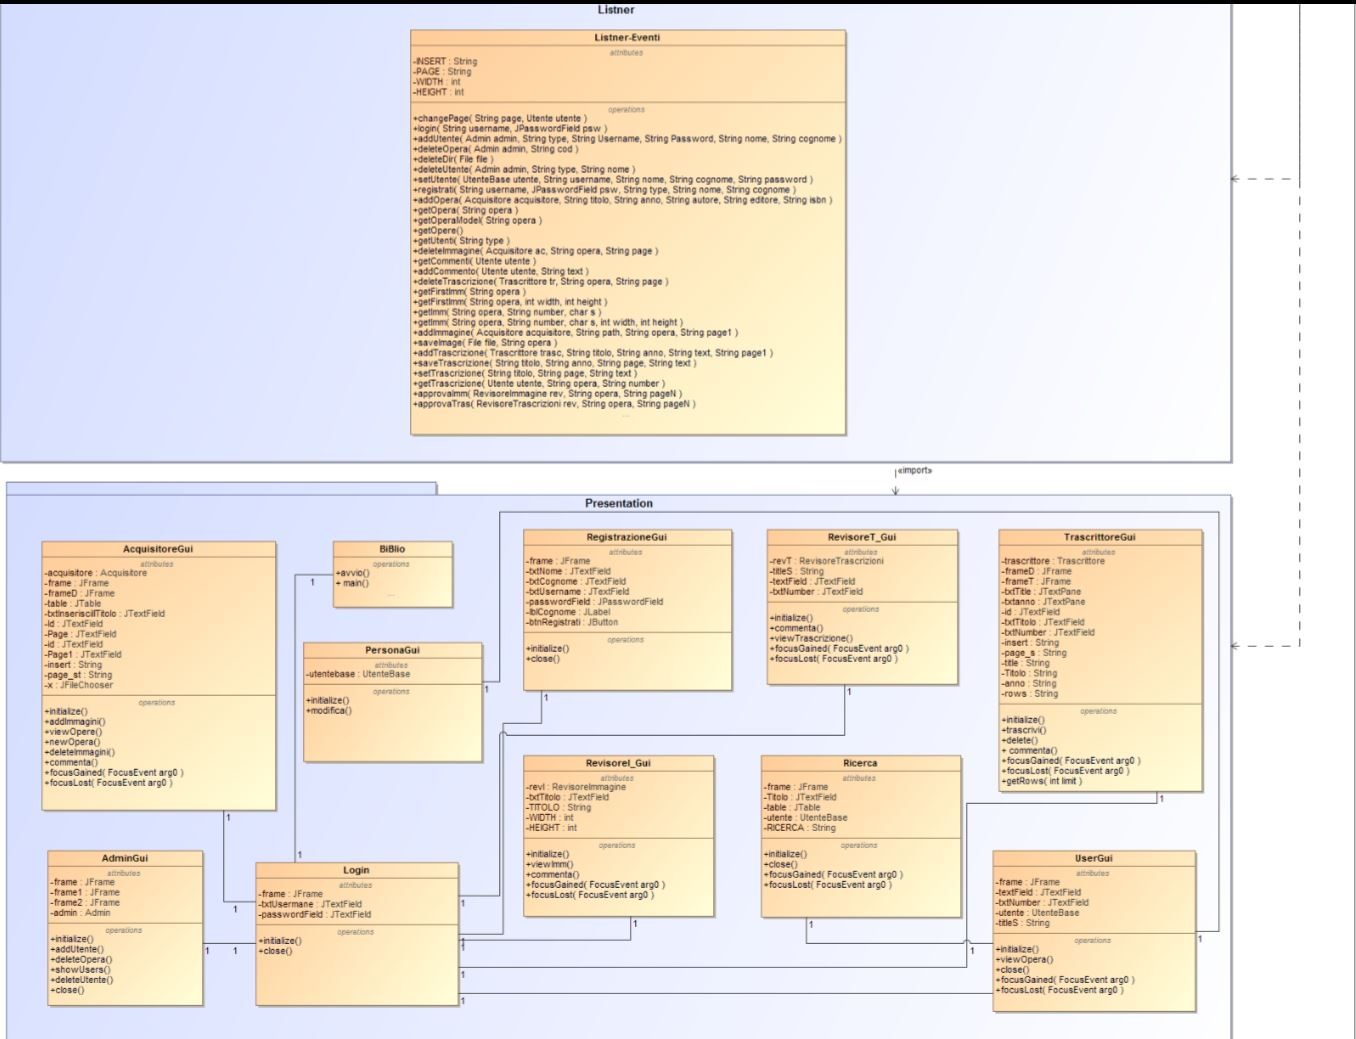 Listner
Listner-Eventi
attributes
-INSERT : String
-PAGE : String
-WIDTH : int
-HEIGHT : int
operations
+changePage( String page, Utente utente )
+login( String username, JPasswordField psw )
+addUtente( Admin admin, String type, String Username, String Password, String nome, String cognome )
+deleteOpera( Admin admin, String cod )
+deleteDir( File file )
+deleteUtente( Admin admin, String type, String nome )
+setUtente( UtenteBase utente, String username, String nome, String cognome, String password )
+registrati( String username, JPasswordField psw, String type, String nome, String cognome )
+addOpera( Acquisitore acquisitore, String titolo, String anno, String autore, String editore, String isbn )
+getOpera( String opera )
+getOperaModel( String opera )
+getOpere()
+getUtenti( String type )
+deleteImmagine( Acquisitore ac, String opera, String page )
+getCommenti( Utente utente )
+addCommento( Utente utente, String text )
+deleteTrascrizione( Trascrittore tr, String opera, String page )
+getFirstImm( String opera )
+getFirstImm( String opera, int width, int height )
+getImm( String opera, String number, char s )
+getImm( String opera, String number, char s, int width, int height )
+addImmagine( Acquisitore acquisitore, String path, String opera, String page1 )
+saveImage( File file, String opera )
+addTrascrizione( Trascrittore trasc, String titolo, String anno, String text, String page1 )
+saveTrascrizione( String titolo, String anno, String page, String text )
+setTrascrizione( String titolo, String page, String text )
+getTrascrizione( Utente utente, String opera, String number )
+approvaImm( RevisoreImmagine rev, String opera, String pageN )
+approvaTras( RevisoreTrascrizioni rev, String opera, String pageN )
...
«import»
Presentation
AcquisitoreGui
attributes
-acquisitore : Acquisitore
-frame : JFrame
-frameD : JFrame
-table : JTable
-txtInserisciilTitolo : JTextField
-Id : JTextField
-Page : JTextField
-id : JTextField
-Page1 : JTextField
-insert : String
-page_st : String
-x : JFileChooser
operations
+initialize()
+addImmagini()
+viewOpere()
+newOpera()
+deleteImmagini()
+commenta()
+focusGained( FocusEvent arg0 )
+focusLost( FocusEvent arg0 )
1
BiBlio
operations
+avvio()
+ main()
...
1
PersonaGui
attributes
-utentebase : UtenteBase
operations
+initialize()
+modifica()
1
RegistrazioneGui
attributes
-frame : JFrame
-txtNome : JTextField
-txtCognome : JTextField
-txtUsername : JTextField
-passwordField : JPasswordField
-lblCognome : JLabel
-btnRegistrati : JButton
operations
+initialize()
+close()
1
RevisoreT_Gui
attributes
-revT : RevisoreTrascrizioni
-titleS : String
-textField : JTextField
-txtNumber : JTextField
operations
+initialize()
+commenta()
+viewTrascrizione()
+focusGained( FocusEvent arg0 )
+focusLost( FocusEvent arg0 )
1
TrascrittoreGui
attributes
-trascrittore : Trascrittore
-frameD : JFrame
-frameT : JFrame
-txtTitle : JTextPane
-txtanno : JTextPane
-id : JTextField
-txtTitolo : JTextField
-txtNumber : JTextField
-insert : String
-page_s : String
-title : String
-Titolo : String
-anno : String
-rows : String
operations
+initialize()
+trascrivi()
+delete()
+ commenta()
+focusGained( FocusEvent arg0 )
+focusLost( FocusEvent arg0 )
+getRows( int limit )
1
AdminGui
attributes
-frame : JFrame
-frame1 : JFrame
-frame2 : JFrame
-admin : Admin
operations
+initialize()
+addUtente()
+deleteOpera()
+showUsers()
+deleteUtente()
+close()
1
1
1
1
Login
attributes
-frame : JFrame
-txtUsermane : JTextField
-passwordField : JTextField
operations
+initialize()
+close()
1
1
1
1
1
RevisoreI_Gui
attributes
-revI : RevisoreImmagine
-txtTitolo : JTextField
-TITOLO : String
-WIDTH : int
-HEIGHT : int
operations
+initialize()
+viewImm()
+commenta()
+focusGained( FocusEvent arg0 )
+focusLost( FocusEvent arg0 )
1
Ricerca
attributes
-frame : JFrame
-Titolo : JTextField
-table : JTable
-utente : UtenteBase
-RICERCA : String
operations
+initialize()
+close()
+focusGained( FocusEvent arg0 )
+focusLost( FocusEvent arg0 )
1
1
UserGui
attributes
-frame : JFrame
-textField : JTextField
-txtNumber : JTextField
-utente : UtenteBase
-titleS : String
operations
+initialize()
+viewOpera()
+close()
+focusGained( FocusEvent arg0 )
+focusLost( FocusEvent arg0 )
1